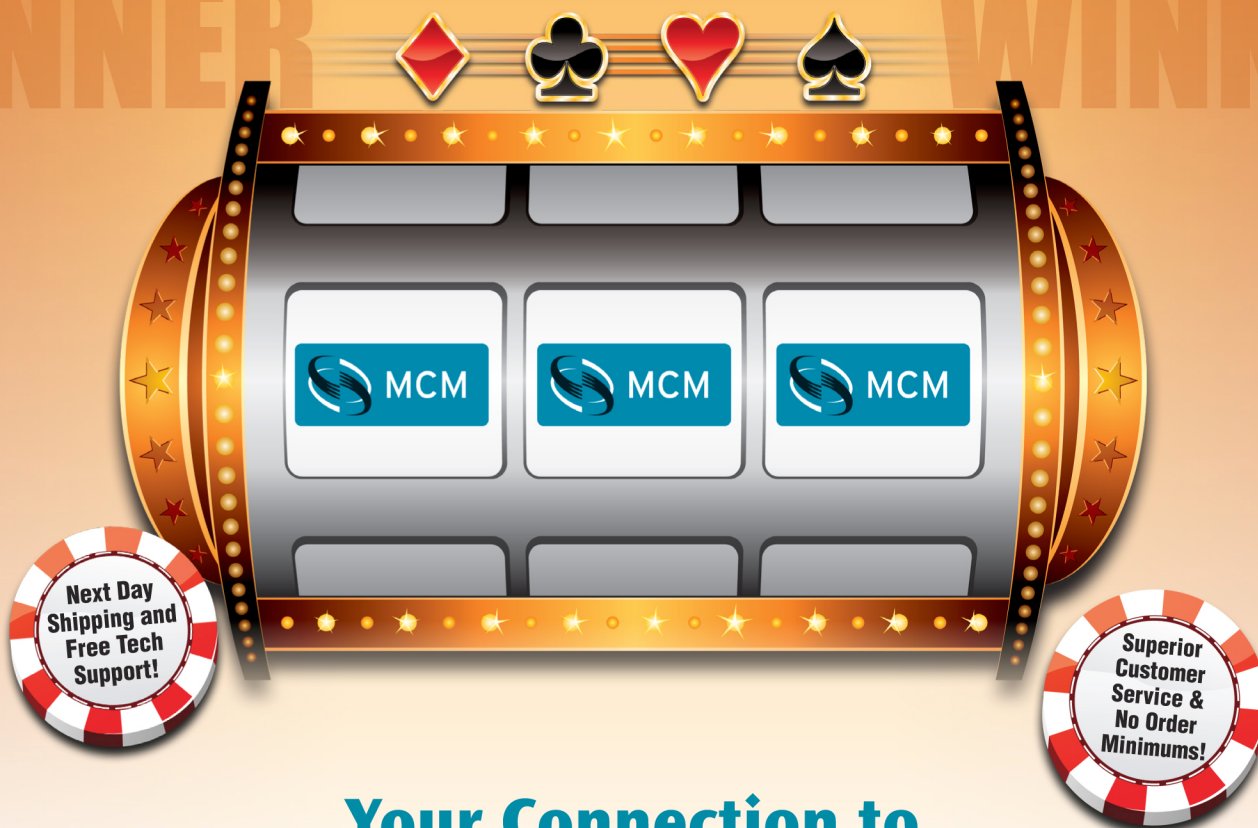 NNER WINN
MCM MCM MCM
Next Day
Shipping and
Free Tech
Support!
Superior
Customer
Service &
No Order
Minimums!
Your Connection to